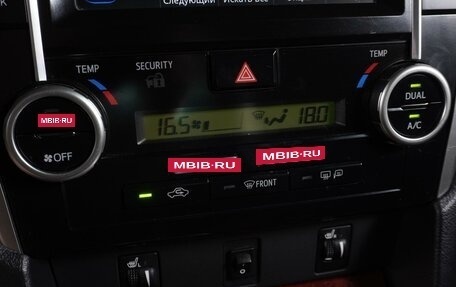 Следующий Искать все
TEMP SECURITY TEMP
MBIB-RU
16.5 18.0
DUAL
A/C
OFF
MBIB-RU
MBIB-RU
FRONT